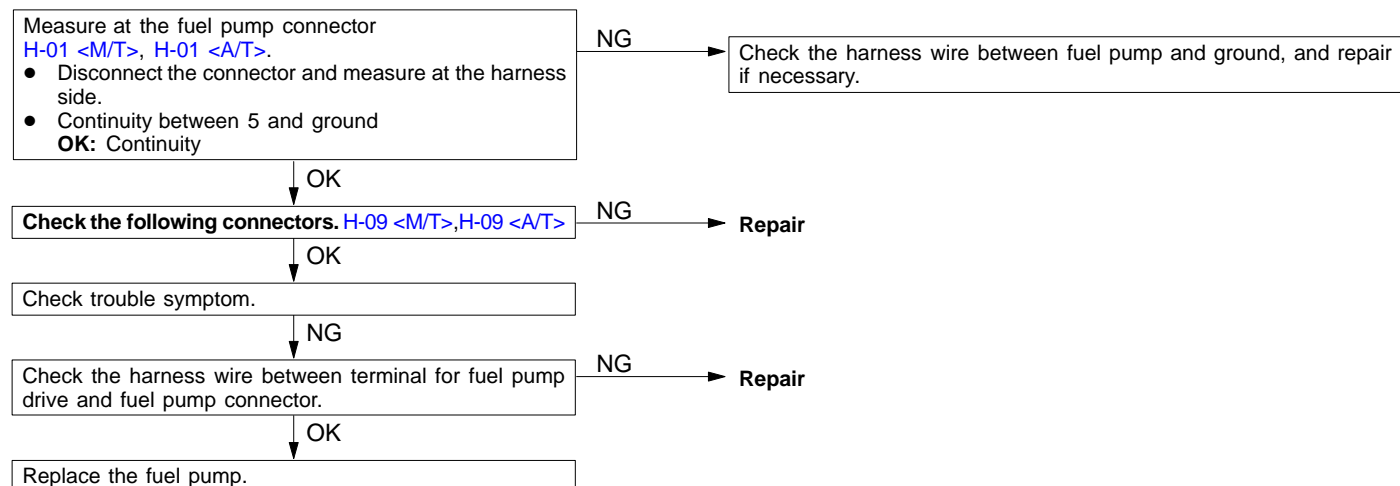 Measure at the fuel pump connector
H-01 <M/T>, H-01 <A/T>.
● Disconnect the connector and measure at the harness
side.
● Continuity between 5 and ground
OK: Continuity
NG
Check the harness wire between fuel pump and ground, and repair
if necessary.
OK
Check the following connectors. H-09 <M/T>,H-09 <A/T>
NG
Repair
OK
Check trouble symptom.
NG
Check the harness wire between terminal for fuel pump
drive and fuel pump connector.
NG
Repair
OK
Replace the fuel pump.